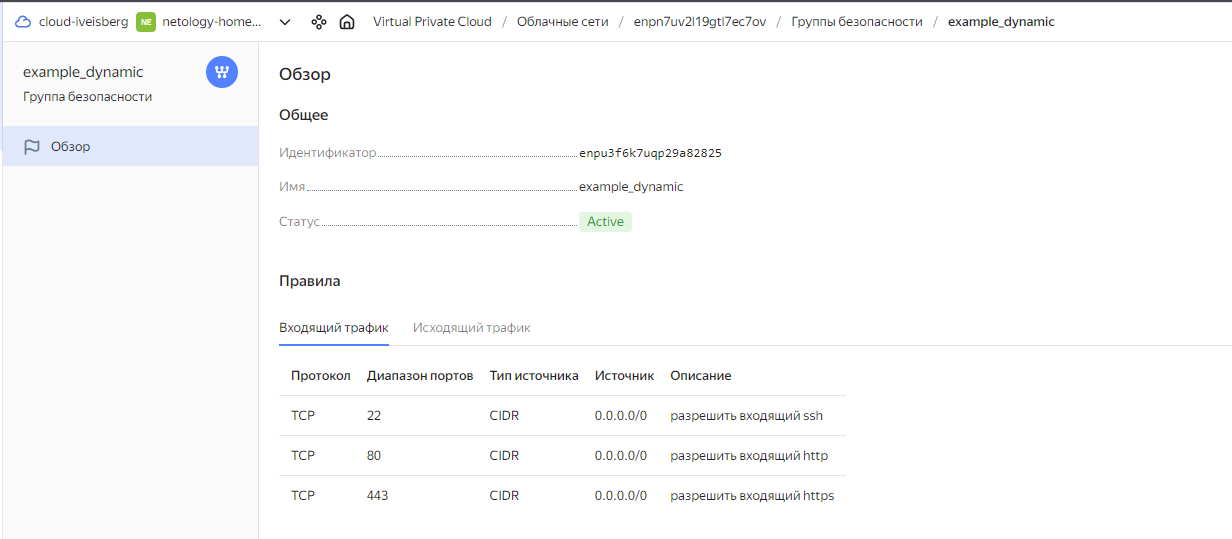 cloud-iveisberg NE netology-home... Virtual Private Cloud / Облачные сети / enpn7uv2l19gtl7ec7ov / Группы безопасности / example_dynamic
example_dynamic
Группа безопасности
Обзор
Обзор
Общее
Идентификатор enpu3f6k7uqp29a82825
Имя example_dynamic
Статус Active
Правила
Входящий трафик Исходящий трафик
Протокол Диапазон портов Тип источника Источник Описание
TCP 22 CIDR 0.0.0.0/0 разрешить входящий ssh
TCP 80 CIDR 0.0.0.0/0 разрешить входящий http
TCP 443 CIDR 0.0.0.0/0 разрешить входящий https